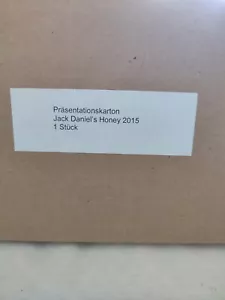 Präsentationskarton
Jack Daniel's Honey 2015
1 Stück